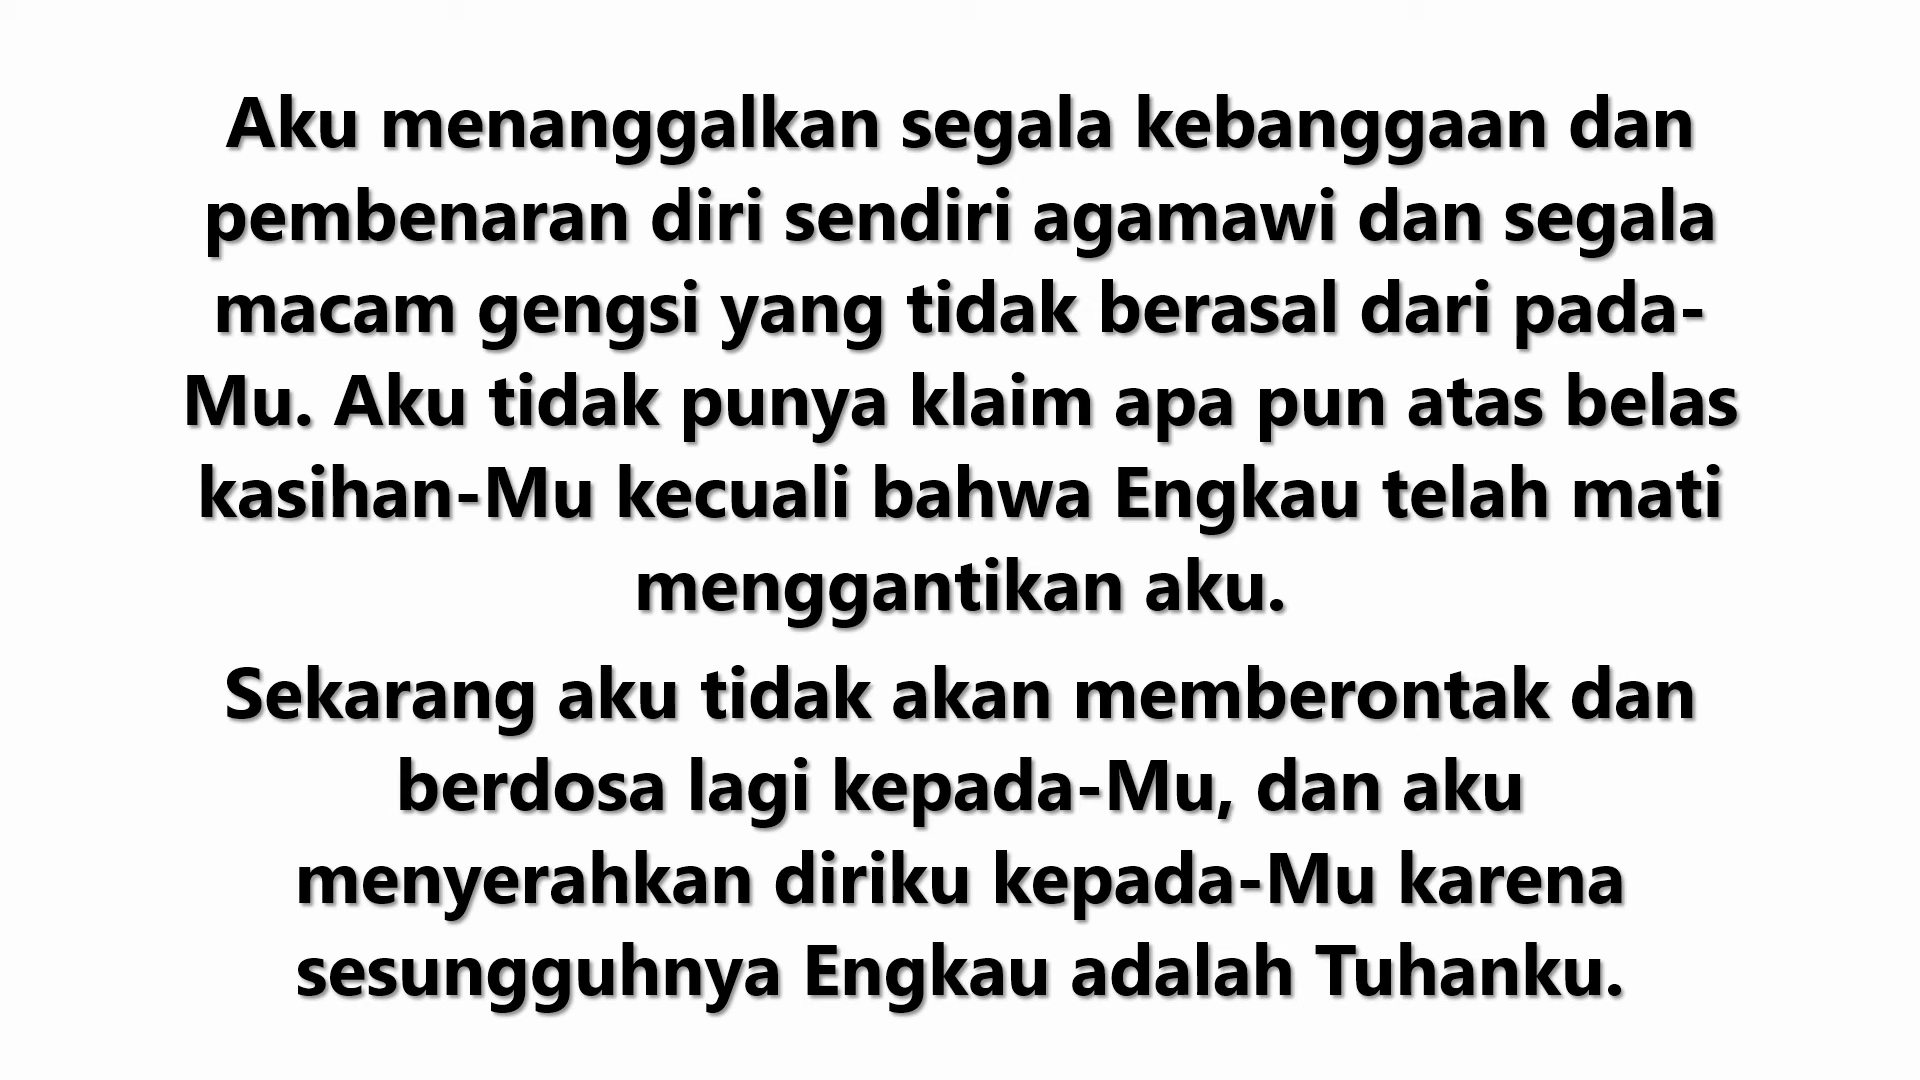 Aku menanggalkan segala kebanggaan dan
pembenaran diri sendiri agamawi dan segala
macam gengsi yang tidak berasal dari pada-
Mu. Aku tidak punya klaim apa pun atas belas
kasihan-Mu kecuali bahwa Engkau telah mati
menggantikan aku.
Sekarang aku tidak akan memberontak dan
berdosa lagi kepada-Mu, dan aku
menyerahkan diriku kepada-Mu karena
sesungguhnya Engkau adalah Tuhanku.